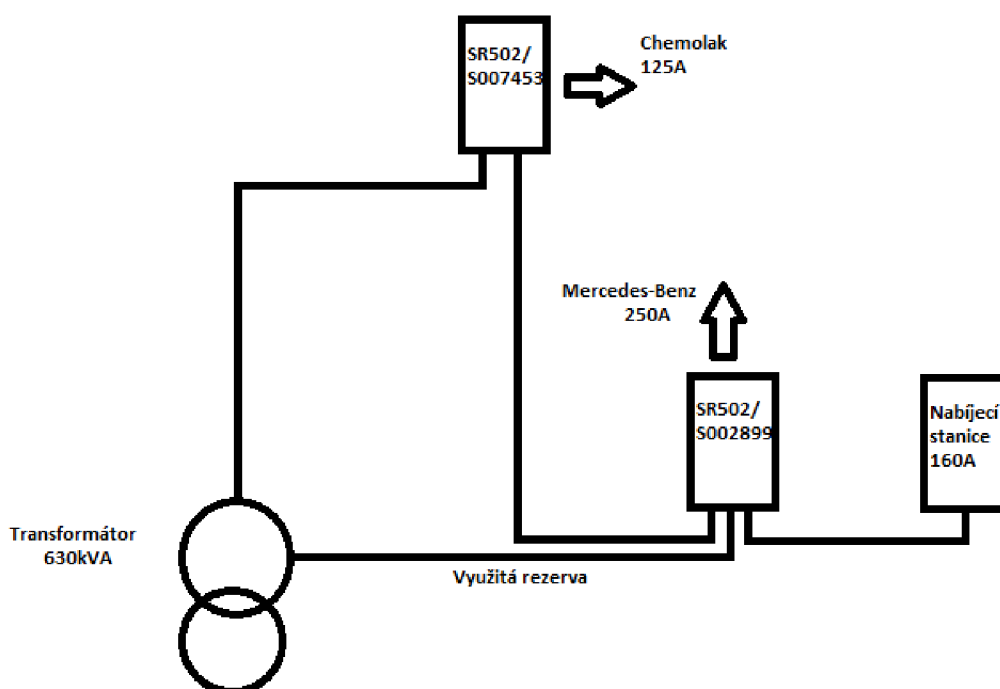 SR502/
S007453
Chemolak
125A
Mercedes-Benz
250A
SR502/
S002899
Nabíjecí
stanice
160A
Transformátor
630kVA
Využitá rezerva